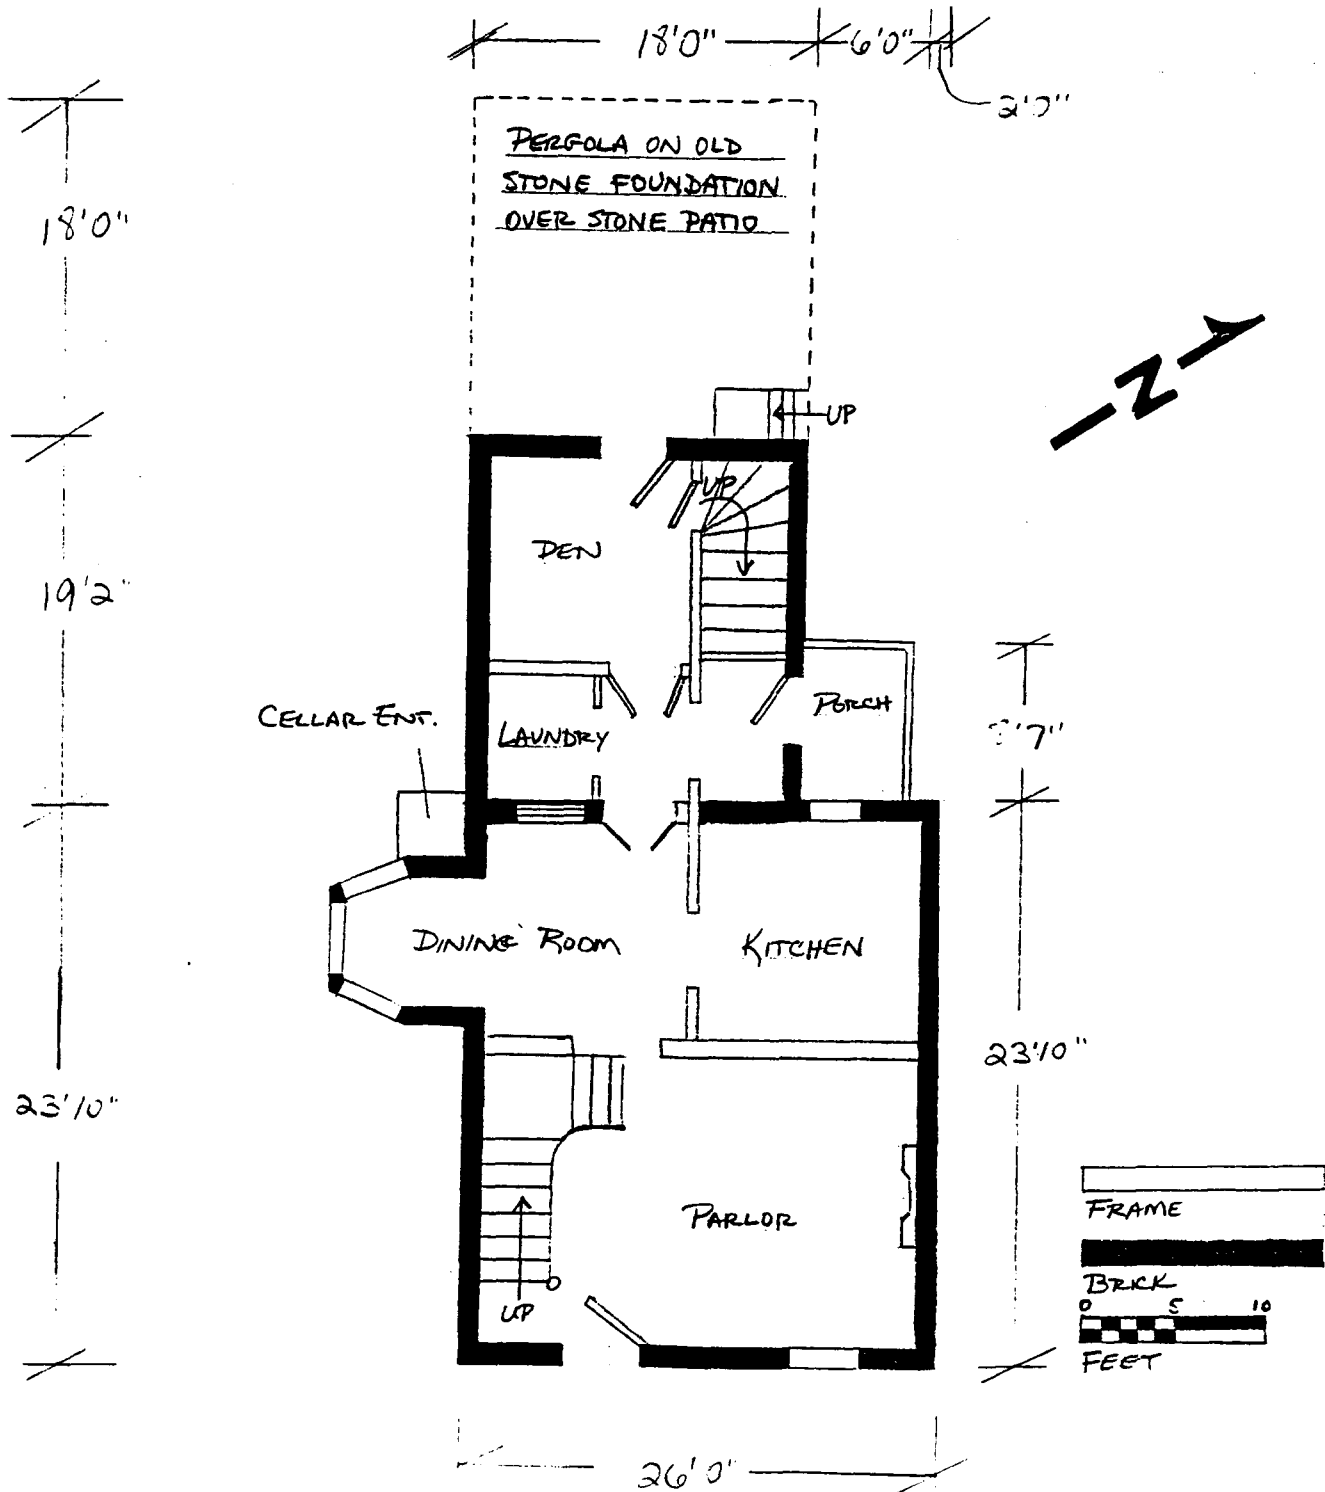 18'0"
6'0"
2'0"
PERGOLA ON OLD
STONE FOUNDATION
OVER STONE PATIO
18'0"
N
UP
UP
DEN
19'2"
PORCH
CELLAR ENT.
LAUNDRY
DINING ROOM
KITCHEN
23'10"
23'10"
PARLOR
UP
FRAME
BRICK
0 5 10
FEET
26'0"